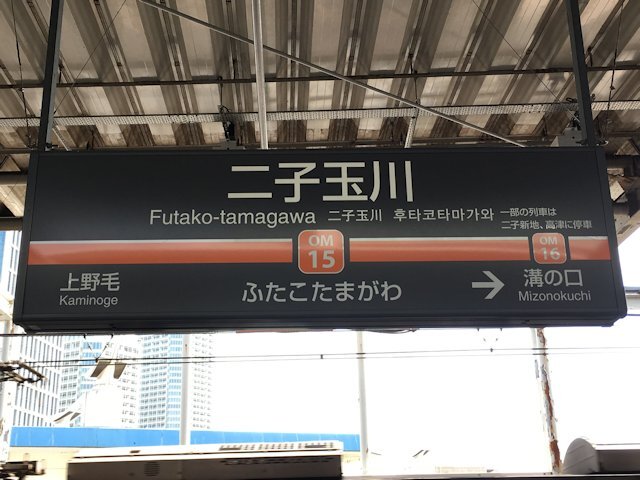 二子玉川
Futako-tamagawa 二子玉川 후타코타마가와
一部の列車は
二子新地、高津に停車
OM
15
OM
16
上野毛
Kaminoge
ふたこたまがわ
→ 溝の口
Mizonokuchi